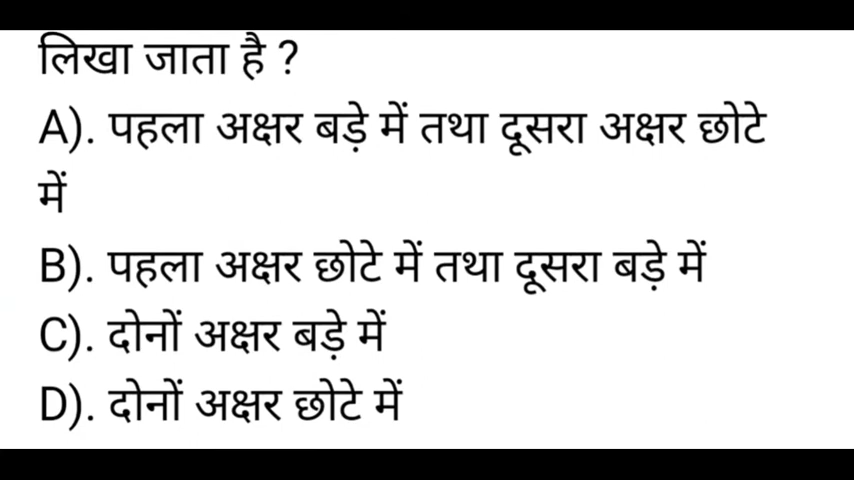 लिखा जाता है ?
A). पहला अक्षर बड़े में तथा दूसरा अक्षर छोटे
में
B). पहला अक्षर छोटे में तथा दूसरा बड़े में
C). दोनों अक्षर बड़े में
D). दोनों अक्षर छोटे में